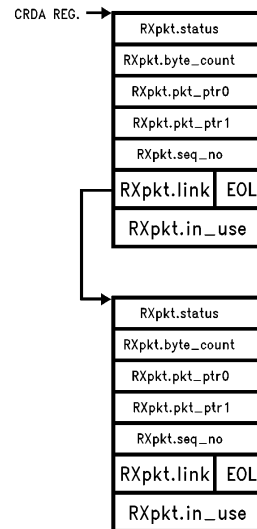 CRDA REG.
RXpkt.status
RXpkt.byte_count
RXpkt.pkt_ptr0
RXpkt.pkt_ptr1
RXpkt.seq_no
RXpkt.link EOL
RXpkt.in_use
RXpkt.status
RXpkt.byte_count
RXpkt.pkt_ptr0
RXpkt.pkt_ptr1
RXpkt.seq_no
RXpkt.link EOL
RXpkt.in_use